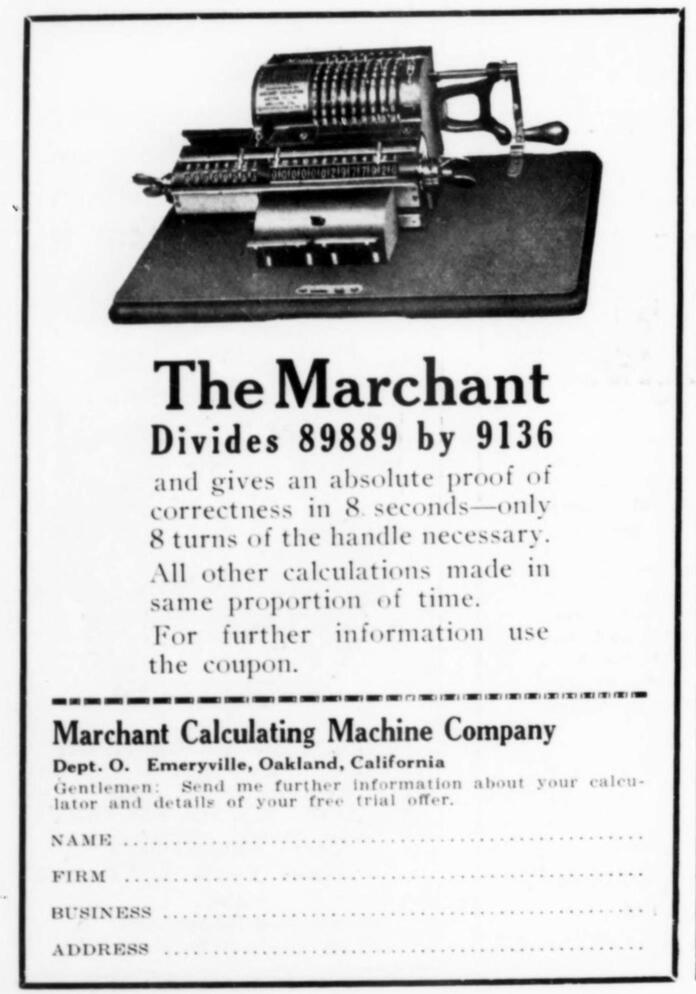 The Marchant
Divides 89889 by 9136
and gives an absolute proof of
correctness in 8 seconds—only
8 turns of the handle necessary.
All other calculations made in
same proportion of time.
For further information use
the coupon.
Marchant Calculating Machine Company
Dept. O. Emeryville, Oakland, California
Gentlemen: Send me further information about your calcu-
lator and details of your free trial offer.
NAME
FIRM
BUSINESS
ADDRESS